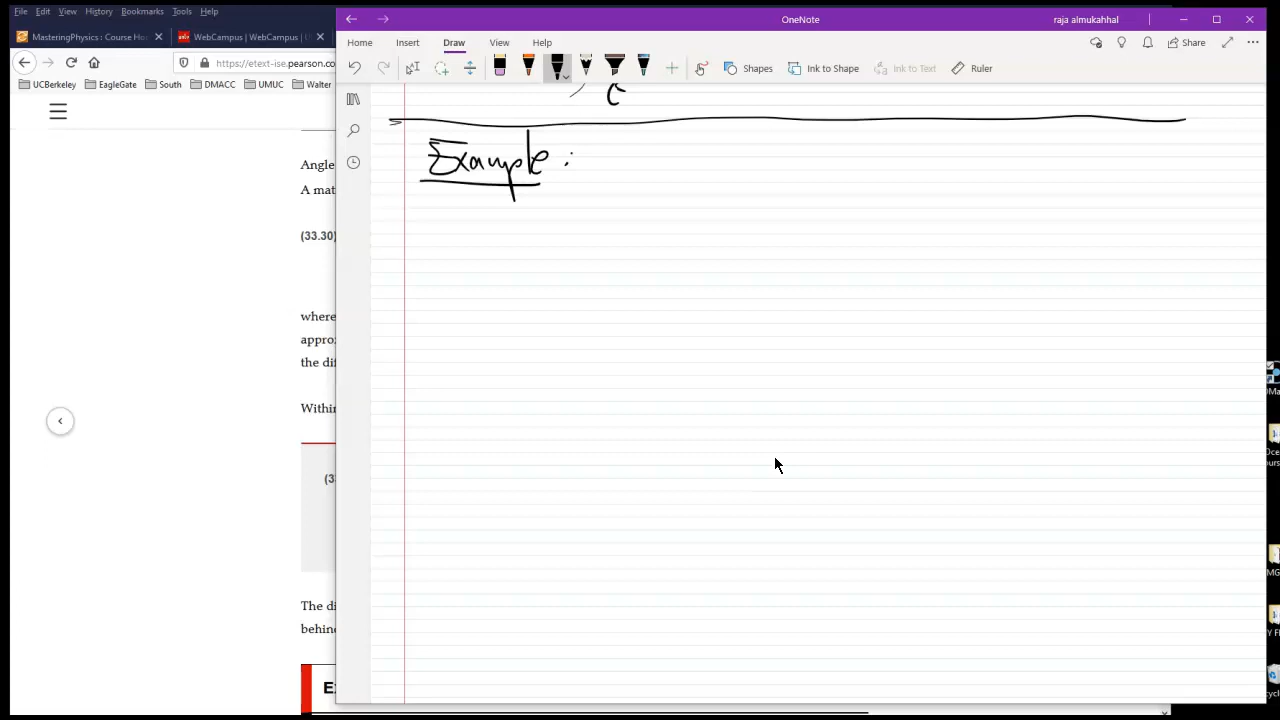 File Edit View History Bookmarks Tools Help
OneNote
raja almukahhal
MasteringPhysics : Course Ho
WebCampus | WebCampus | U
Home Insert Draw View Help
Share
https://etext-ise.pearson.co
Shapes Ink to Shape Ink to Text Ruler
UCBerkeley EagleGate South DMACC UMUC Walter
Example :
Angle
A mat
(33.30)
where
appro
the dif
Within
(3
The di
behin
E